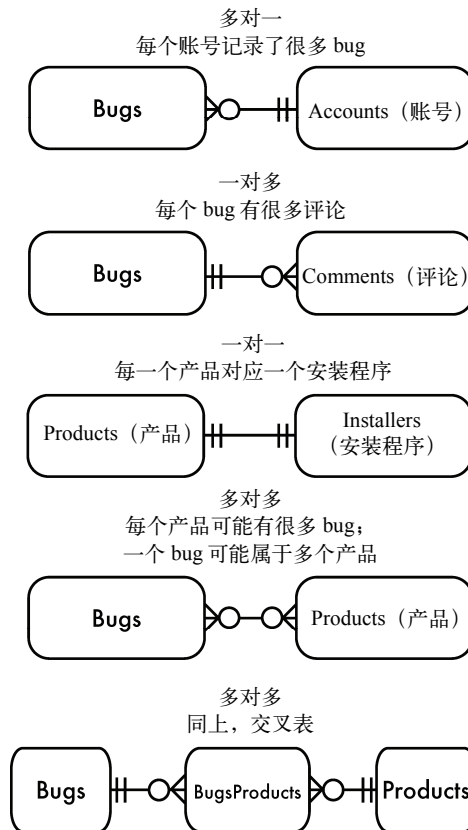 多对一
每个账号记录了很多 bug
Bugs
Accounts（账号）
一对多
每个 bug 有很多评论
Bugs
Comments（评论）
一对一
每一个产品对应一个安装程序
Products（产品）
Installers
（安装程序）
多对多
每个产品可能有很多 bug；
一个 bug 可能属于多个产品
Bugs
Products（产品）
多对多
同上，交叉表
Bugs
BugsProducts
Products